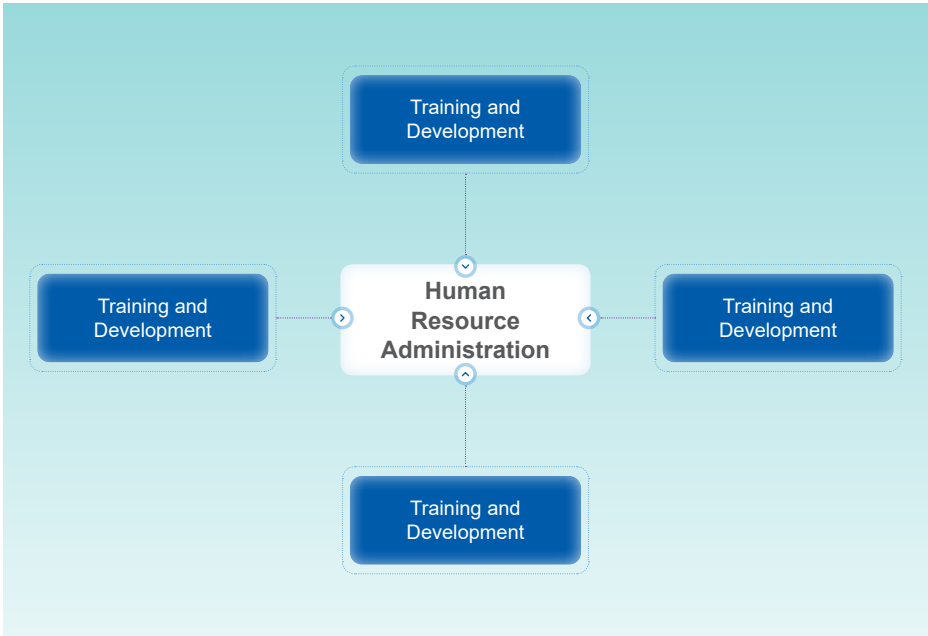 Training and
Development
Training and
Development
Human
Resource
Administration
Training and
Development
Training and
Development